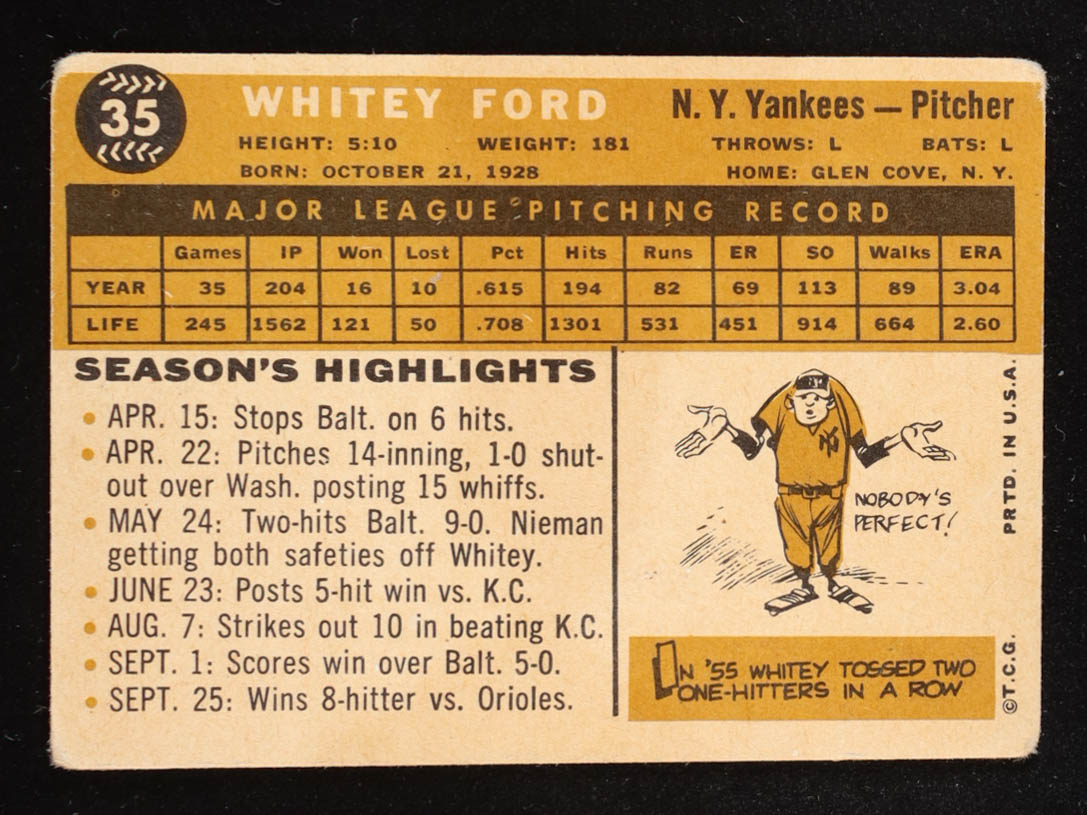 35
WHITEY FORD N. Y. Yankees — Pitcher
HEIGHT: 5:10 WEIGHT: 181 THROWS: L BATS: L
BORN: OCTOBER 21, 1928 HOME: GLEN COVE, N. Y.
MAJOR LEAGUE PITCHING RECORD
Games IP Won Lost Pct Hits Runs ER SO Walks ERA
YEAR 35 204 16 10 .615 194 82 69 113 89 3.04
LIFE 245 1562 121 50 .708 1301 531 451 914 664 2.60
SEASON'S HIGHLIGHTS
• APR. 15: Stops Balt. on 6 hits.
• APR. 22: Pitches 14-inning, 1-0 shut-
out over Wash. posting 15 whiffs.
• MAY 24: Two-hits Balt. 9-0. Nieman
getting both safeties off Whitey.
• JUNE 23: Posts 5-hit win vs. K.C.
• AUG. 7: Strikes out 10 in beating K.C.
• SEPT. 1: Scores win over Balt. 5-0.
• SEPT. 25: Wins 8-hitter vs. Orioles.
NY
NOBODY'S
PERFECT!
IN '55 WHITEY TOSSED TWO
ONE-HITTERS IN A ROW
©T.C.G. PRTD. IN U.S.A.